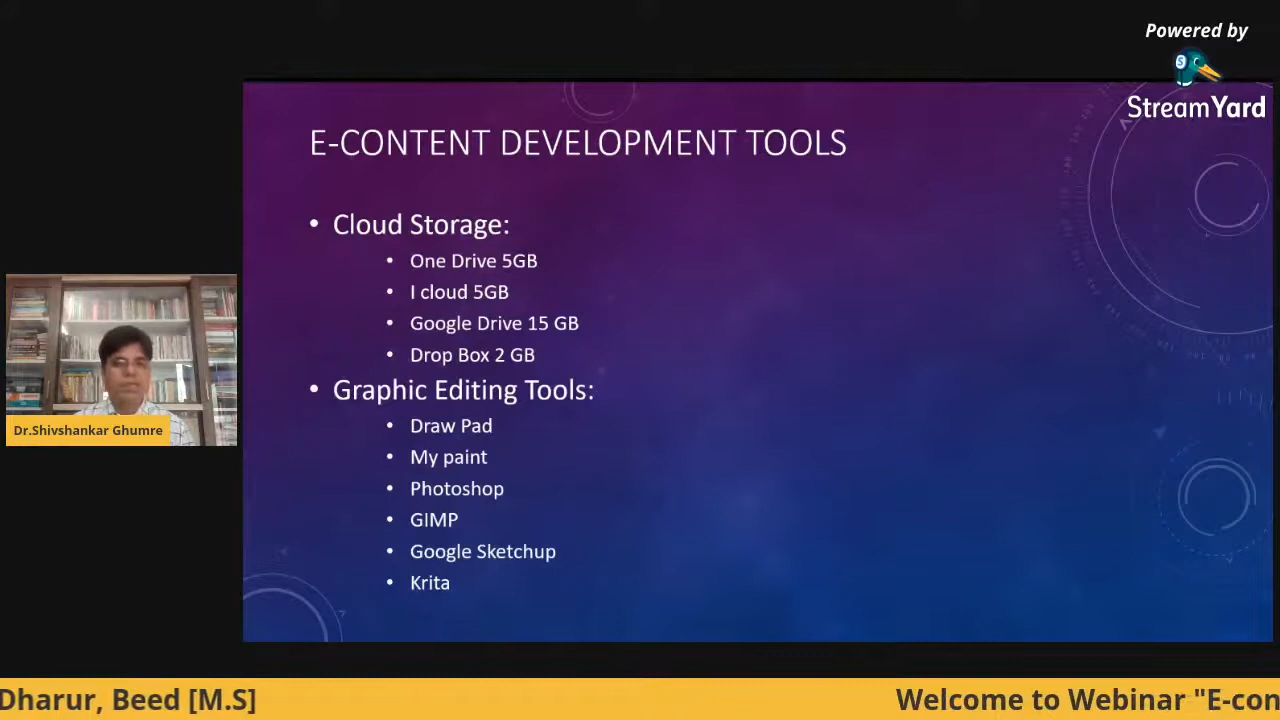 Powered by
StreamYard
E-CONTENT DEVELOPMENT TOOLS
• Cloud Storage:
• One Drive 5GB
• I cloud 5GB
• Google Drive 15 GB
• Drop Box 2 GB
• Graphic Editing Tools:
• Draw Pad
• My paint
• Photoshop
• GIMP
• Google Sketchup
• Krita
Dr.Shivshankar Ghumre
Dharur, Beed [M.S]
Welcome to Webinar "E-con